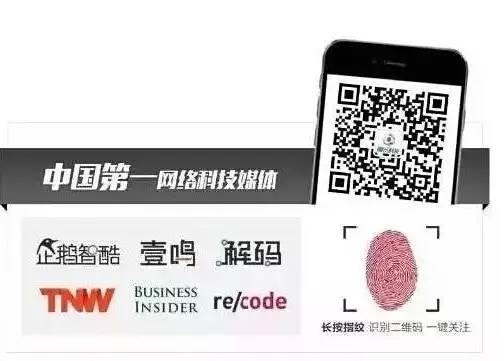 中国第一网络科技媒体
企鹅智酷 壹鸣 解码
TNW BUSINESS INSIDER re/code
长按指纹 识别二维码 一键关注